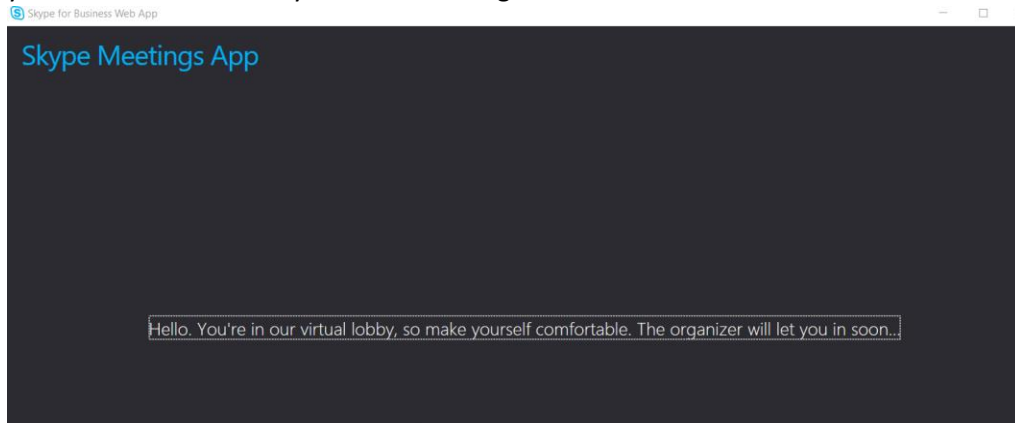 Skype for Business Web App
Skype Meetings App
Hello. You're in our virtual lobby, so make yourself comfortable. The organizer will let you in soon...